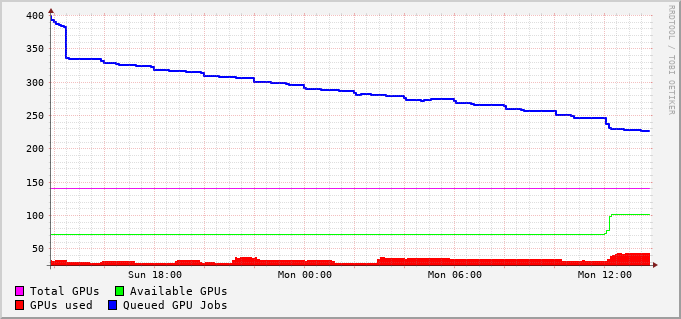 400
350
300
250
200
150
100
50
Sun 18:00 Mon 00:00 Mon 06:00 Mon 12:00
Total GPUs Available GPUs
GPUs used Queued GPU Jobs
RRDTOOL / TOBI OETIKER